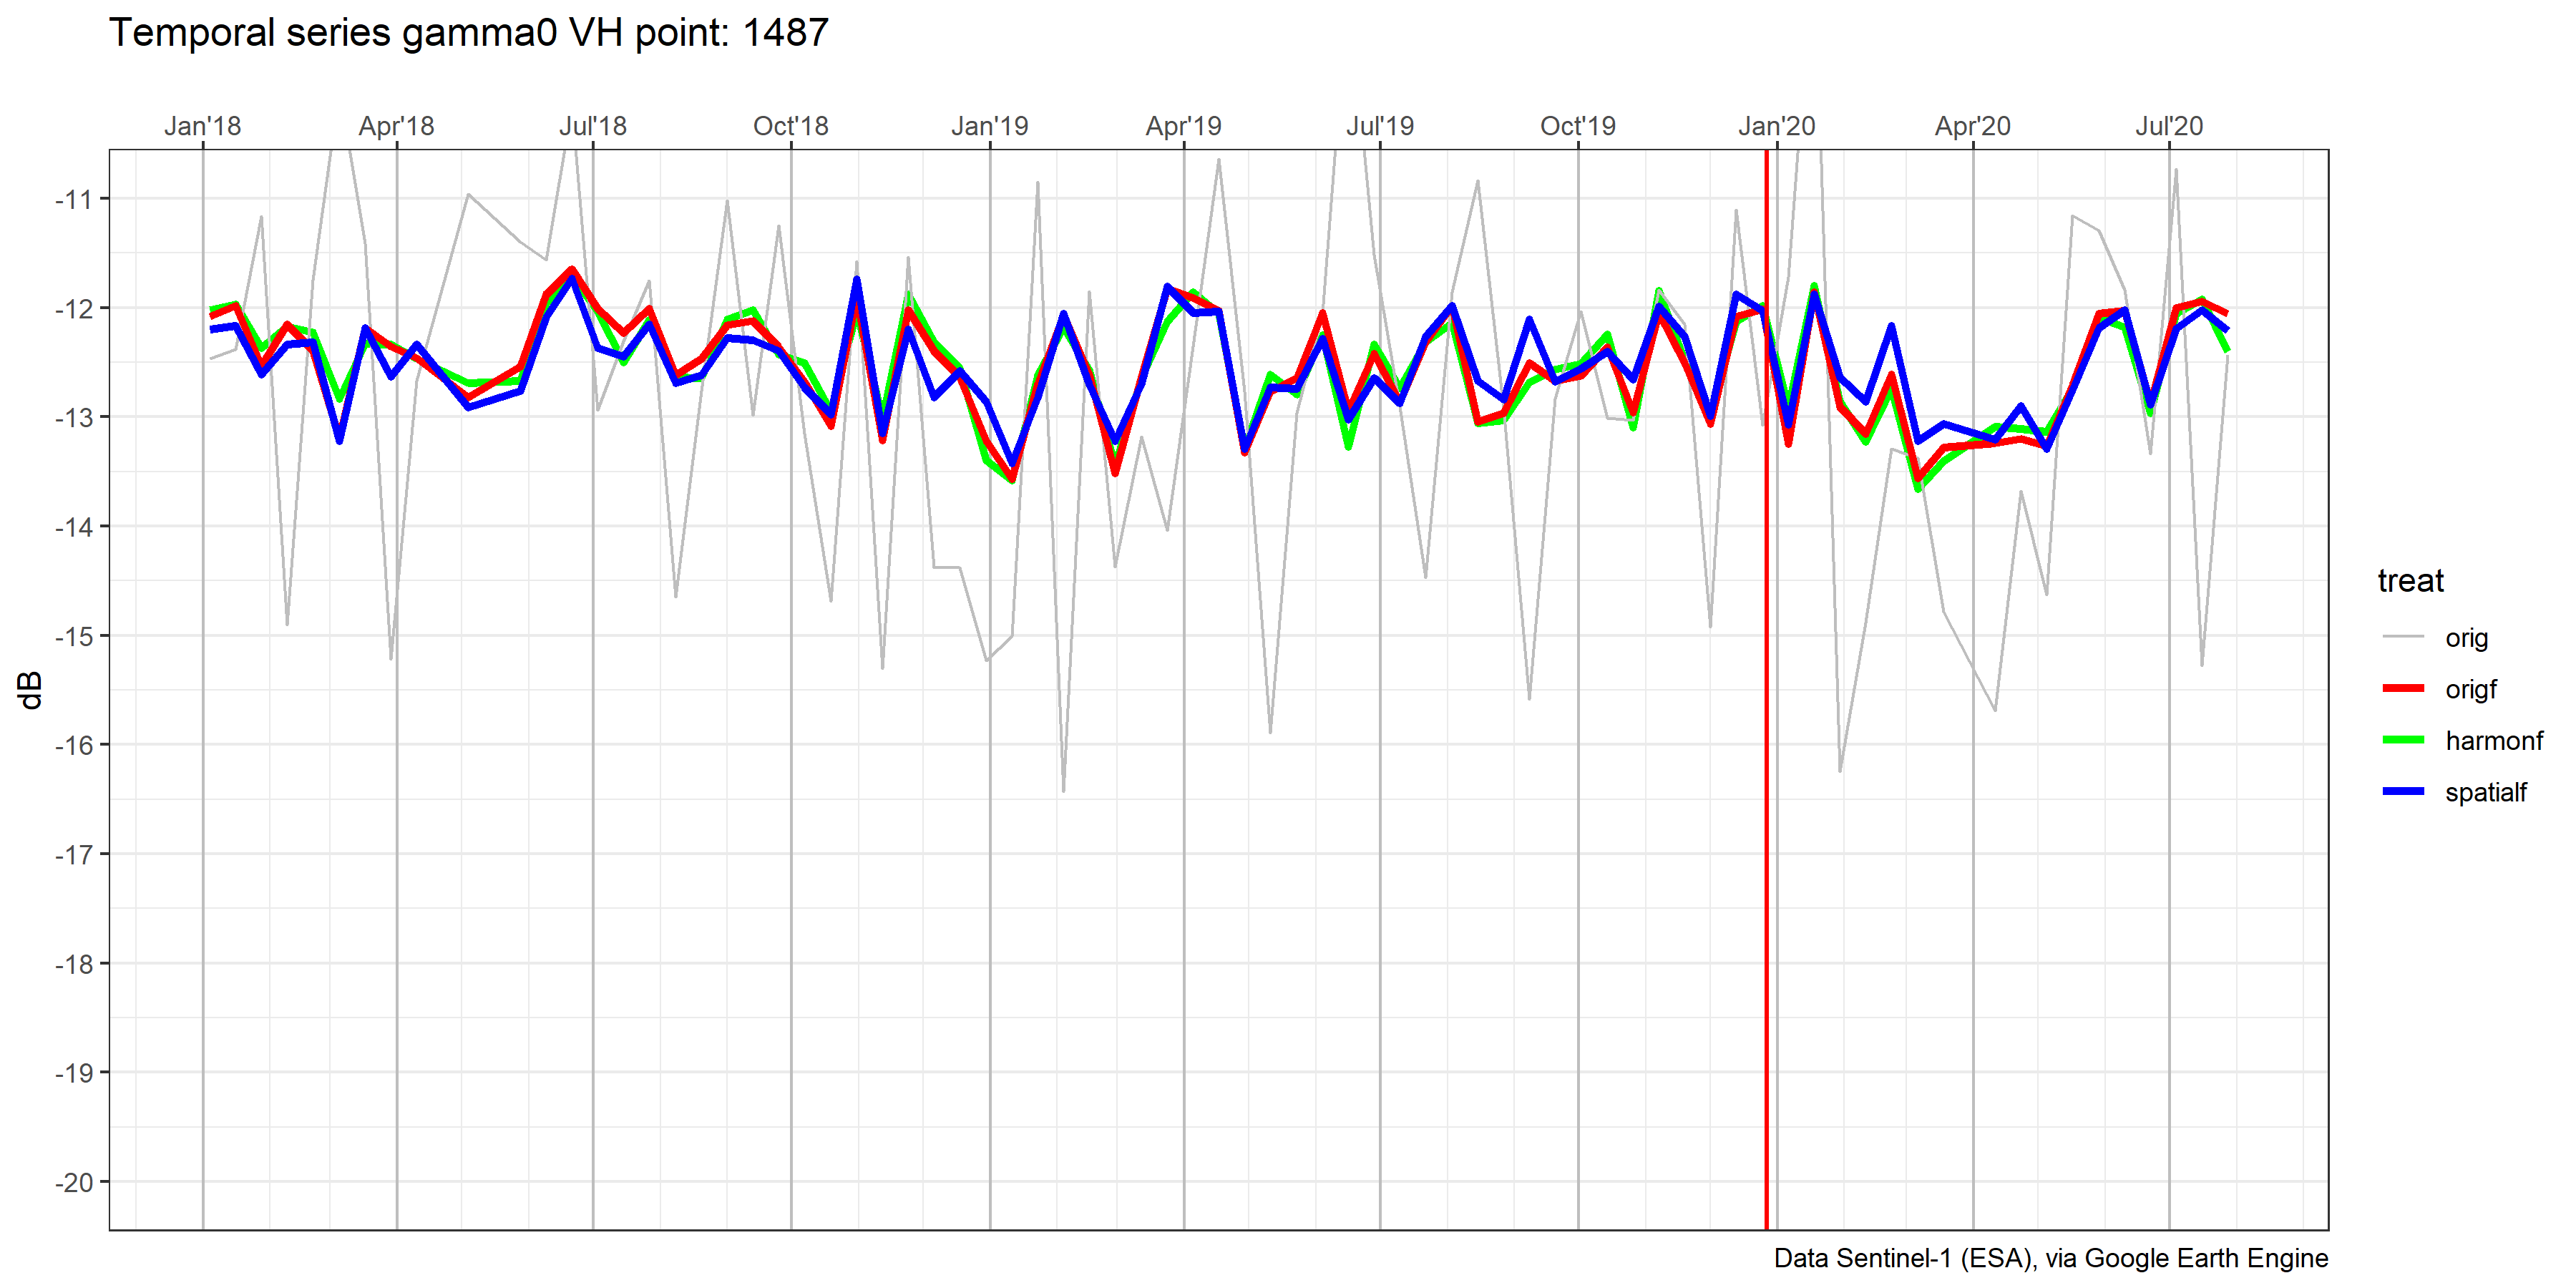 Temporal series gamma0 VH point: 1487
Jan'18 Apr'18 Jul'18 Oct'18 Jan'19 Apr'19 Jul'19 Oct'19 Jan'20 Apr'20 Jul'20
-11
-12
-13
-14
-15
-16
-17
-18
-19
-20
dB
treat
orig
origf
harmonf
spatialf
Data Sentinel-1 (ESA), via Google Earth Engine